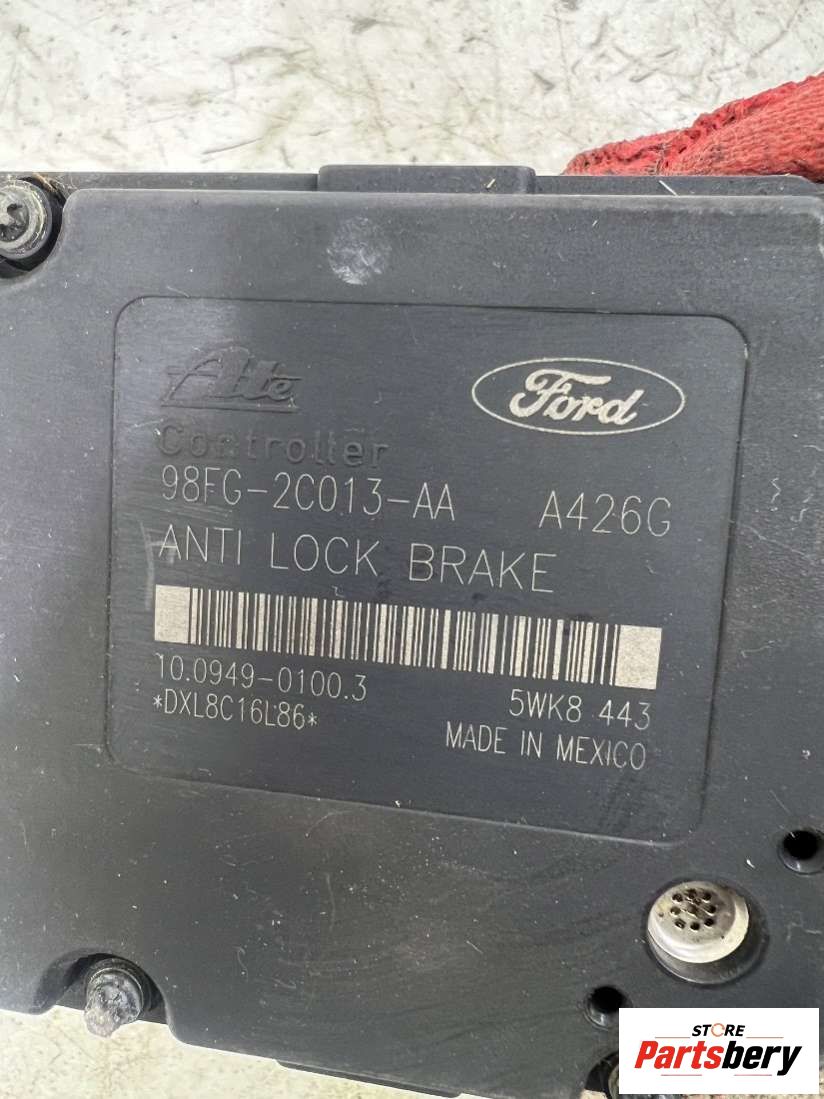 Ate
Ford
Controller
98FG-2C013-AA A426G
ANTI LOCK BRAKE
10.0949-0100.3 5WK8 443
*DXL8C16L86* MADE IN MEXICO
STORE
Partsbery